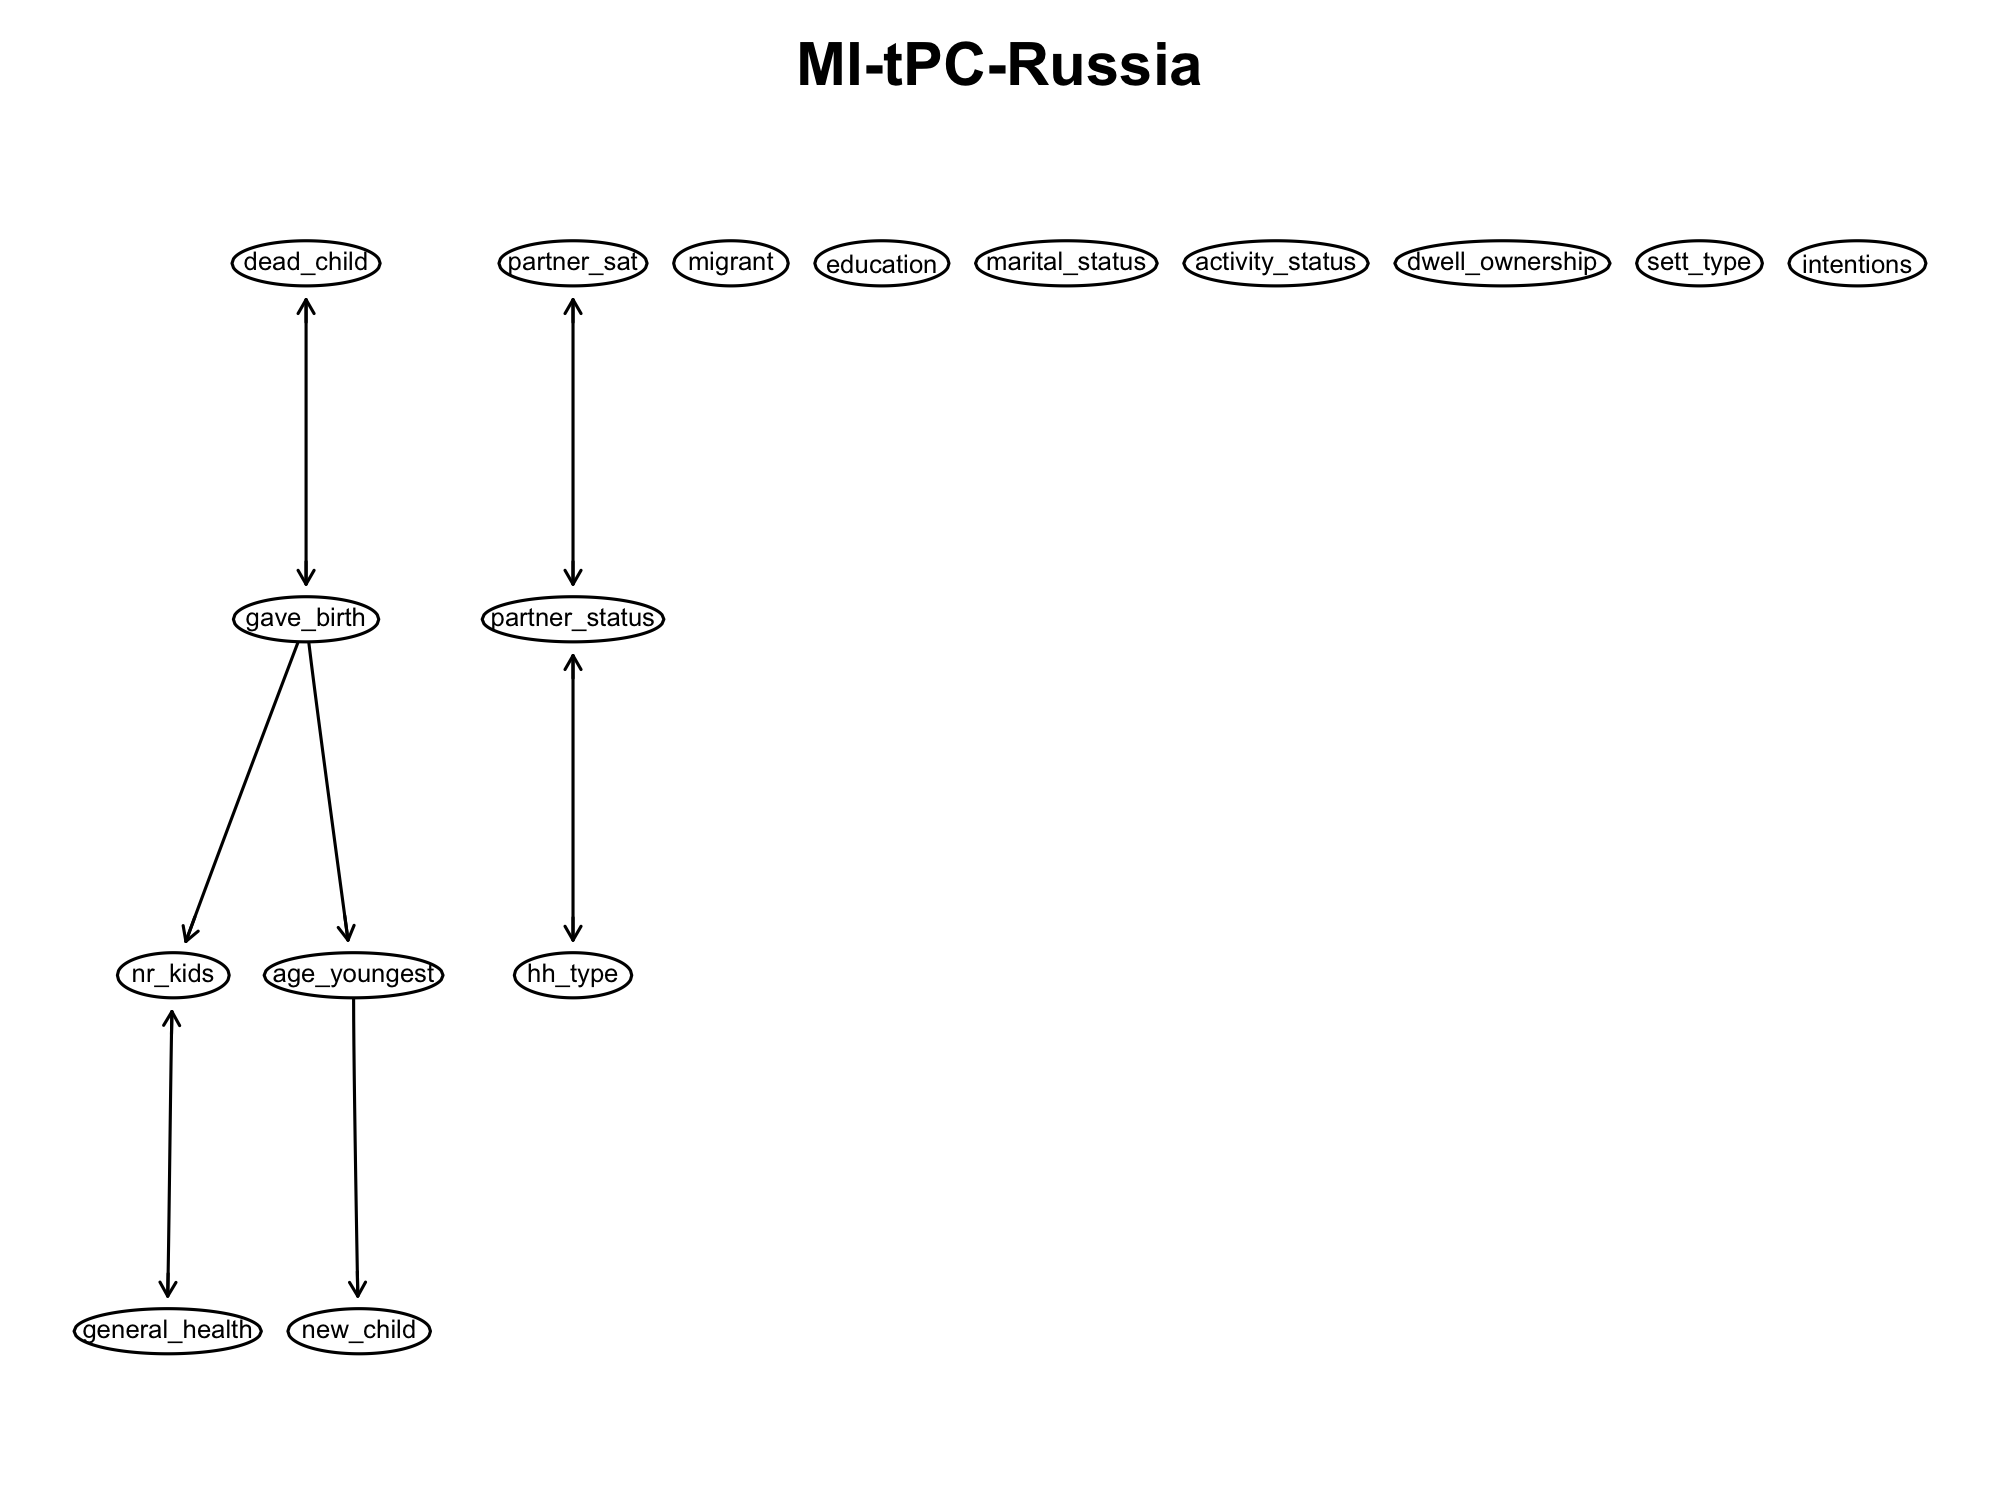 MI-tPC-Russia
dead_child
partner_sat
migrant
education
marital_status
activity_status
dwell_ownership
sett_type
intentions
gave_birth
partner_status
nr_kids
age_youngest
hh_type
general_health
new_child